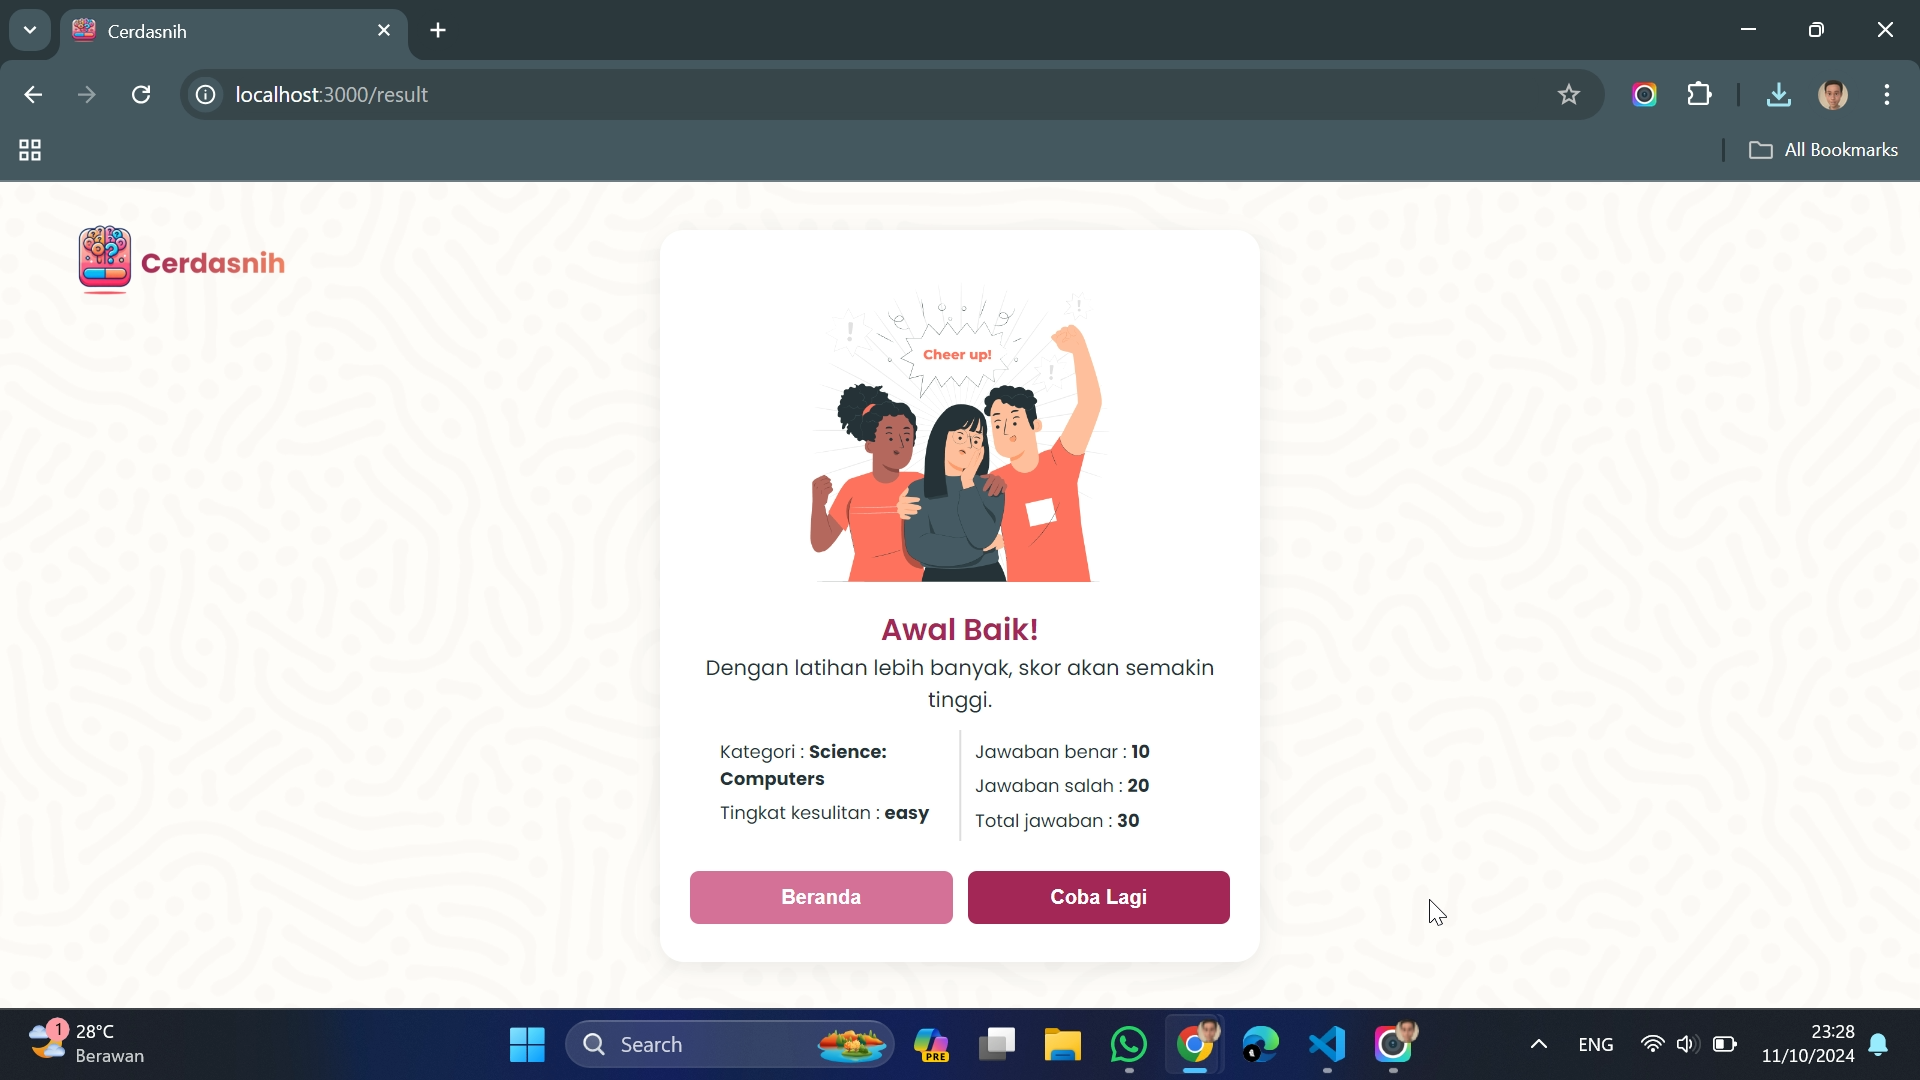 Cerdasnih
localhost:3000/result
All Bookmarks
Cerdasnih
Cheer up!
Awal Baik!
Dengan latihan lebih banyak, skor akan semakin
tinggi.
Kategori : Science:
Computers
Tingkat kesulitan : easy
Jawaban benar : 10
Jawaban salah : 20
Total jawaban : 30
Beranda
Coba Lagi
1
28°C
Berawan
Search
PRE
ENG
23:28
11/10/2024